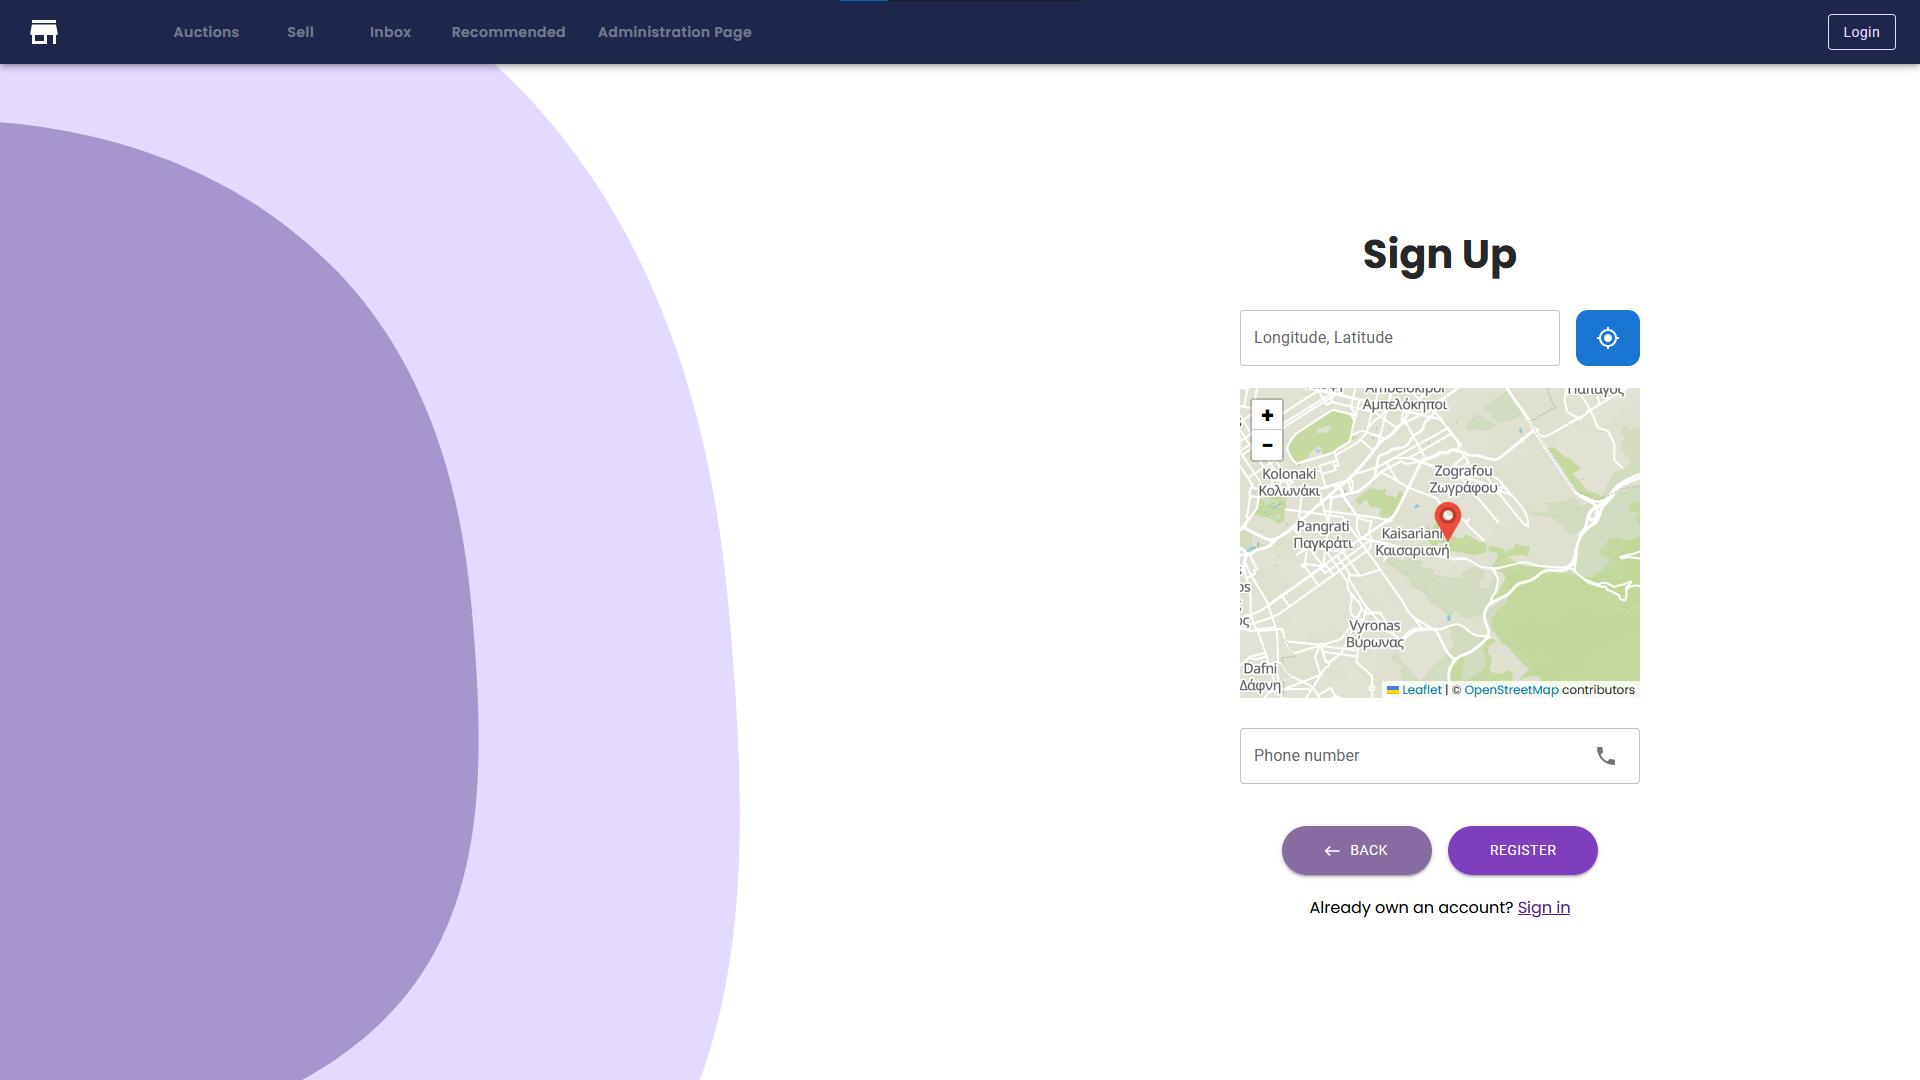 Auctions
Sell
Inbox
Recommended
Administration Page
Login
Sign Up
Longitude, Latitude
+
−
Ambelokipoi
Αμπελόκηποι
Παπάγος
Kolonaki
Κολωνάκι
Zografou
Ζωγράφου
Pangrati
Παγκράτι
Kaisariani
Καισαριανή
Vyronas
Βύρωνας
Dafni
Δάφνη
Leaflet | © OpenStreetMap contributors
Phone number
BACK
REGISTER
Already own an account? Sign in